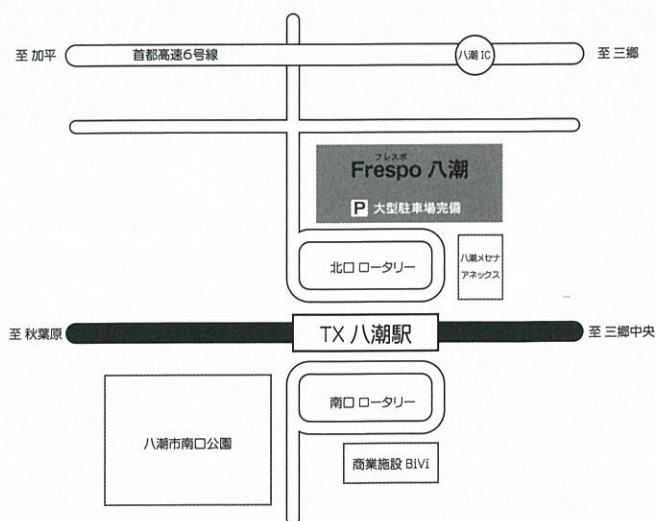 至 加平
首都高速6号線
八潮 IC
至 三郷
フレスポ
Frespo 八潮
P 大型駐車場完備
北口 ロータリー
八潮メセナ
アネックス
至 秋葉原
TX 八潮駅
至 三郷中央
南口 ロータリー
八潮市南口公園
商業施設 BiVi